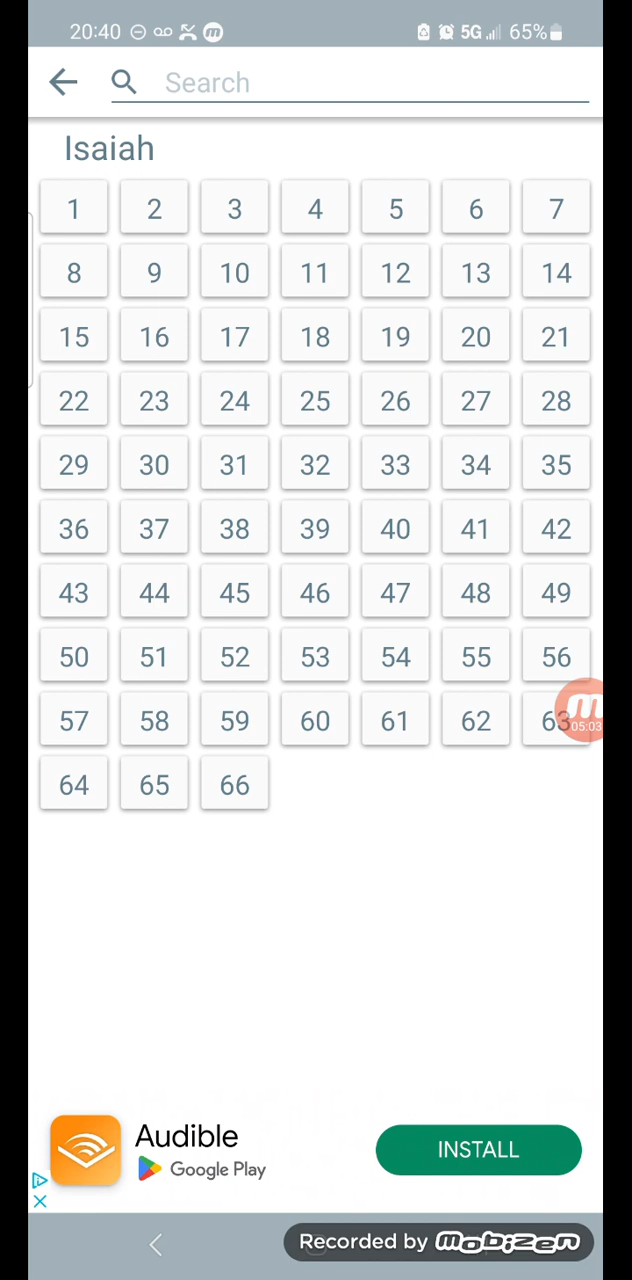 20:40 5G 65%
Search
Isaiah
1 2 3 4 5 6 7
8 9 10 11 12 13 14
15 16 17 18 19 20 21
22 23 24 25 26 27 28
29 30 31 32 33 34 35
36 37 38 39 40 41 42
43 44 45 46 47 48 49
50 51 52 53 54 55 56
57 58 59 60 61 62 63
05:03
64 65 66
Audible
Google Play
INSTALL
Recorded by mobizen